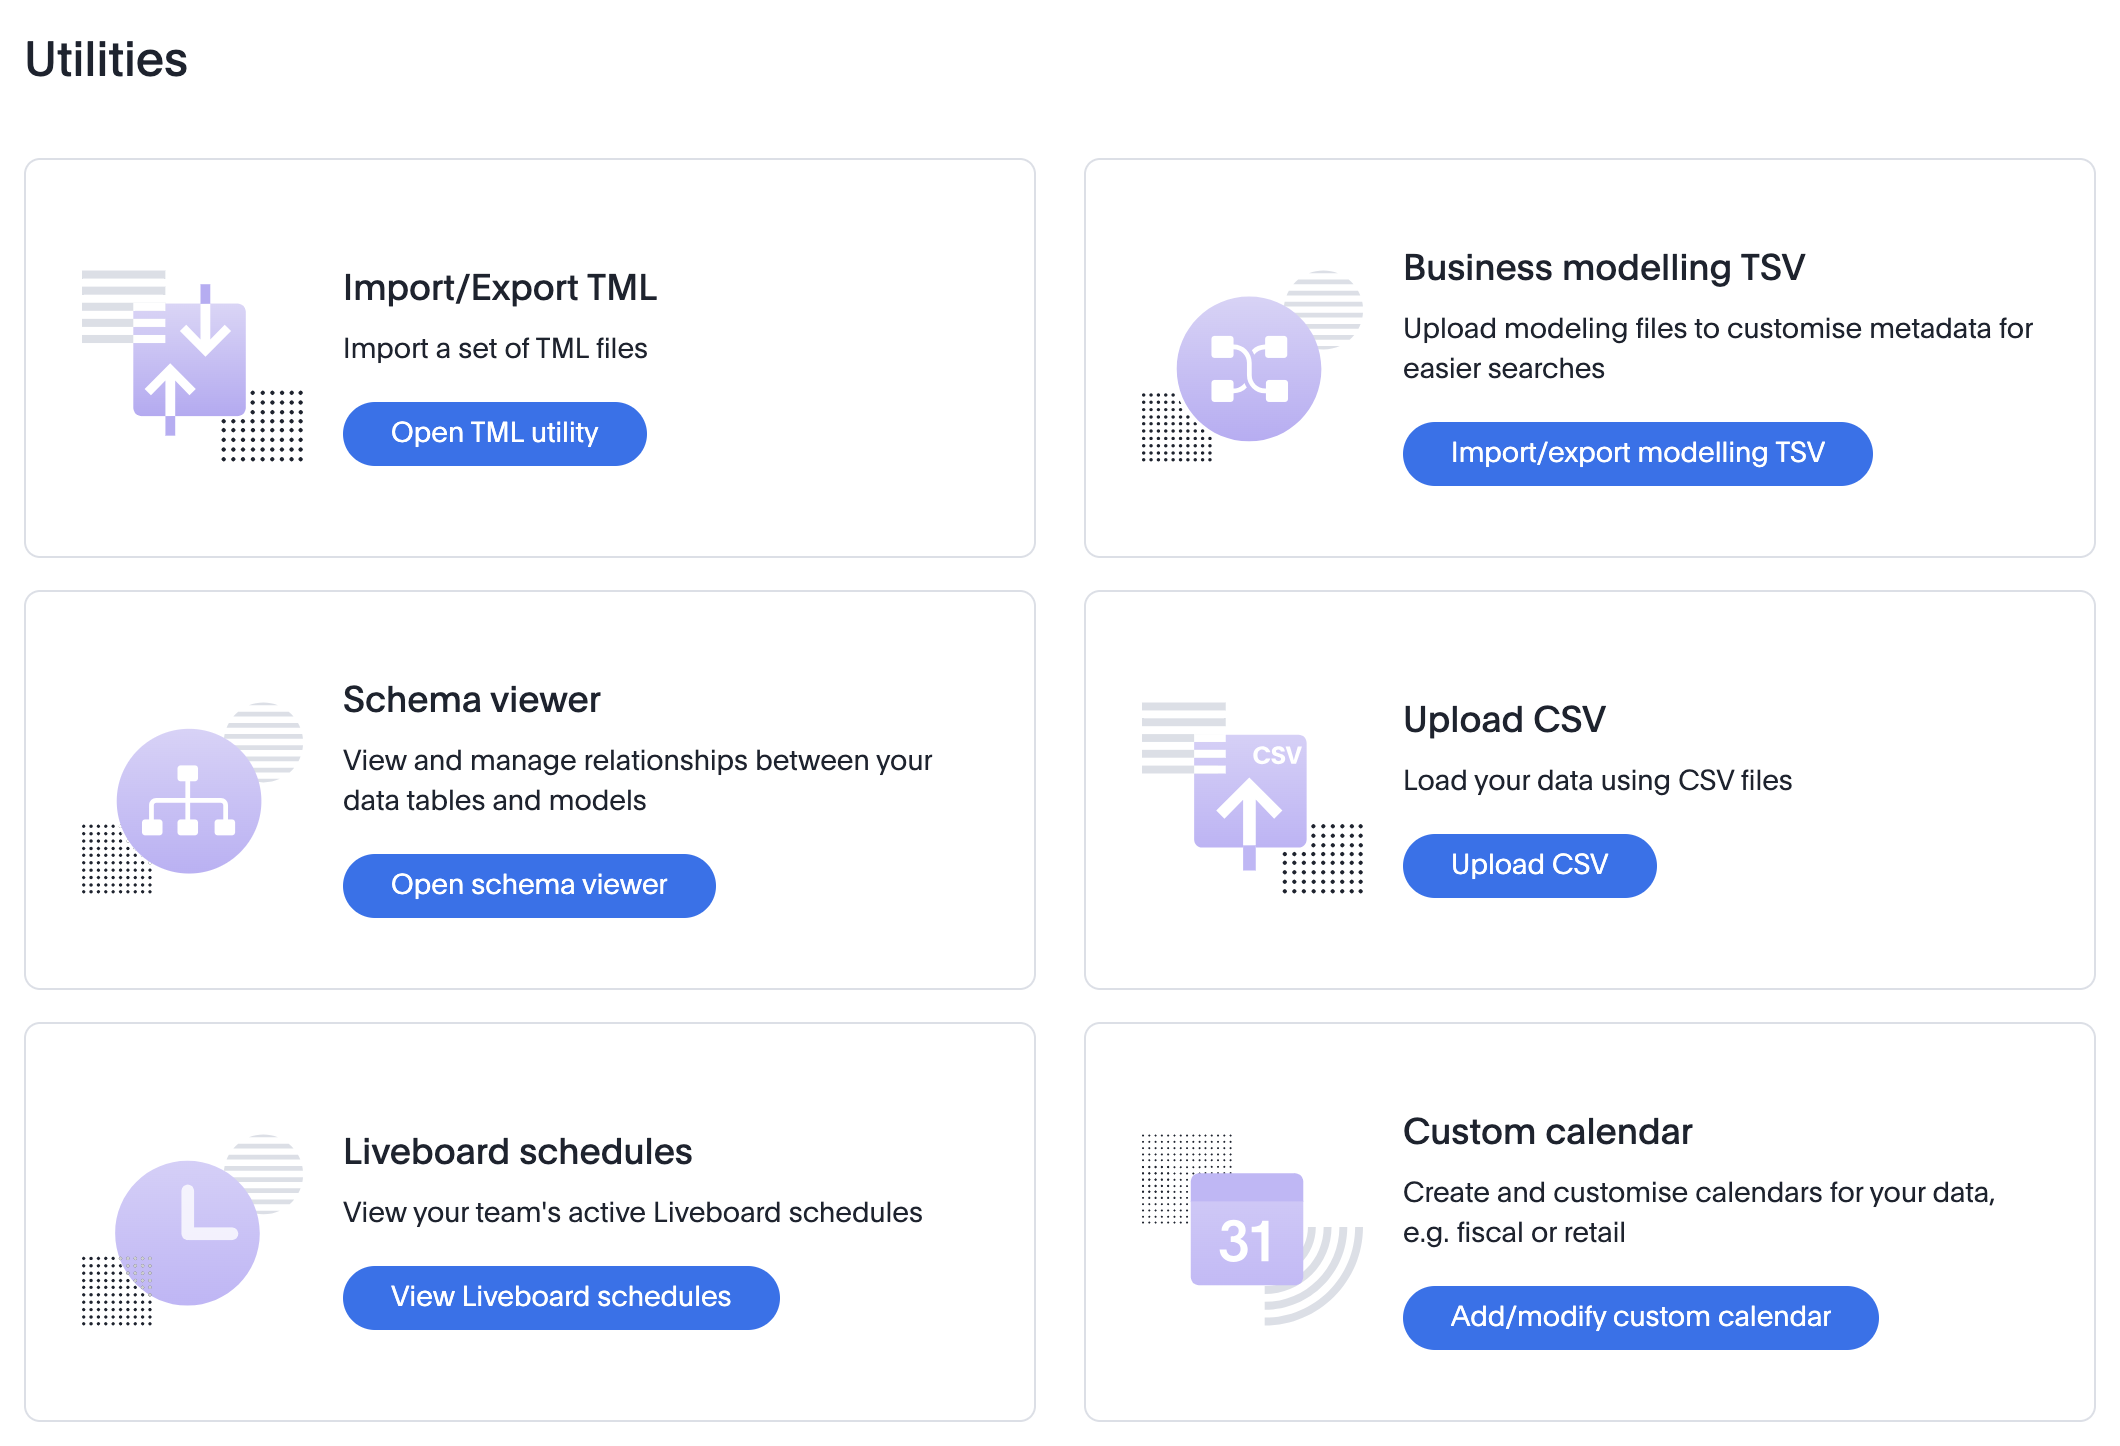 Utilities
Import/Export TML
Import a set of TML files
Open TML utility
Business modelling TSV
Upload modeling files to customise metadata for
easier searches
Import/export modelling TSV
Schema viewer
View and manage relationships between your
data tables and models
Open schema viewer
CSV
Upload CSV
Load your data using CSV files
Upload CSV
Liveboard schedules
View your team's active Liveboard schedules
View Liveboard schedules
31
Custom calendar
Create and customise calendars for your data,
e.g. fiscal or retail
Add/modify custom calendar